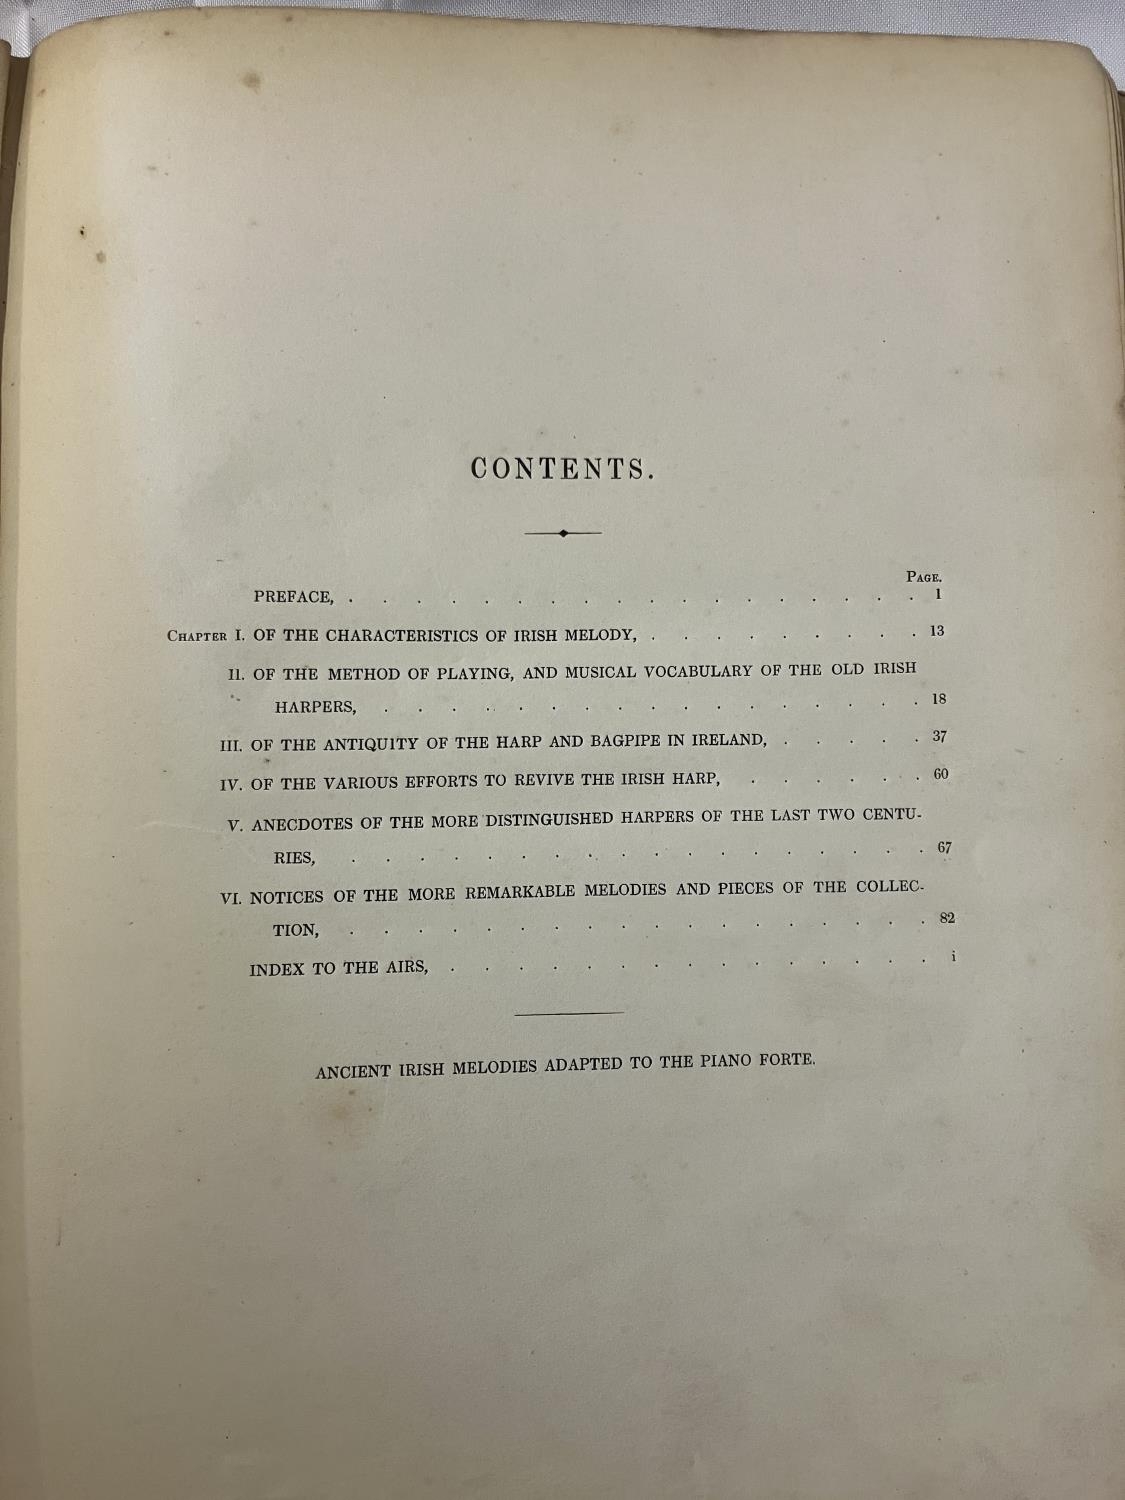 CONTENTS.
PAGE.
PREFACE, . . . . . . . . . . . . . . . . . . 1
CHAPTER I. OF THE CHARACTERISTICS OF IRISH MELODY, . . . . . . . . . 13
II. OF THE METHOD OF PLAYING, AND MUSICAL VOCABULARY OF THE OLD IRISH
HARPERS, . . . . . . . . . . . . . . . . . 18
III. OF THE ANTIQUITY OF THE HARP AND BAGPIPE IN IRELAND, . . . . . 37
IV. OF THE VARIOUS EFFORTS TO REVIVE THE IRISH HARP, . . . . . . 60
V. ANECDOTES OF THE MORE DISTINGUISHED HARPERS OF THE LAST TWO CENTU-
RIES, . . . . . . . . . . . . . . . . . . 67
VI. NOTICES OF THE MORE REMARKABLE MELODIES AND PIECES OF THE COLLEC-
TION, . . . . . . . . . . . . . . . . . . 82
INDEX TO THE AIRS, . . . . . . . . . . . . . . . i
ANCIENT IRISH MELODIES ADAPTED TO THE PIANO FORTE.